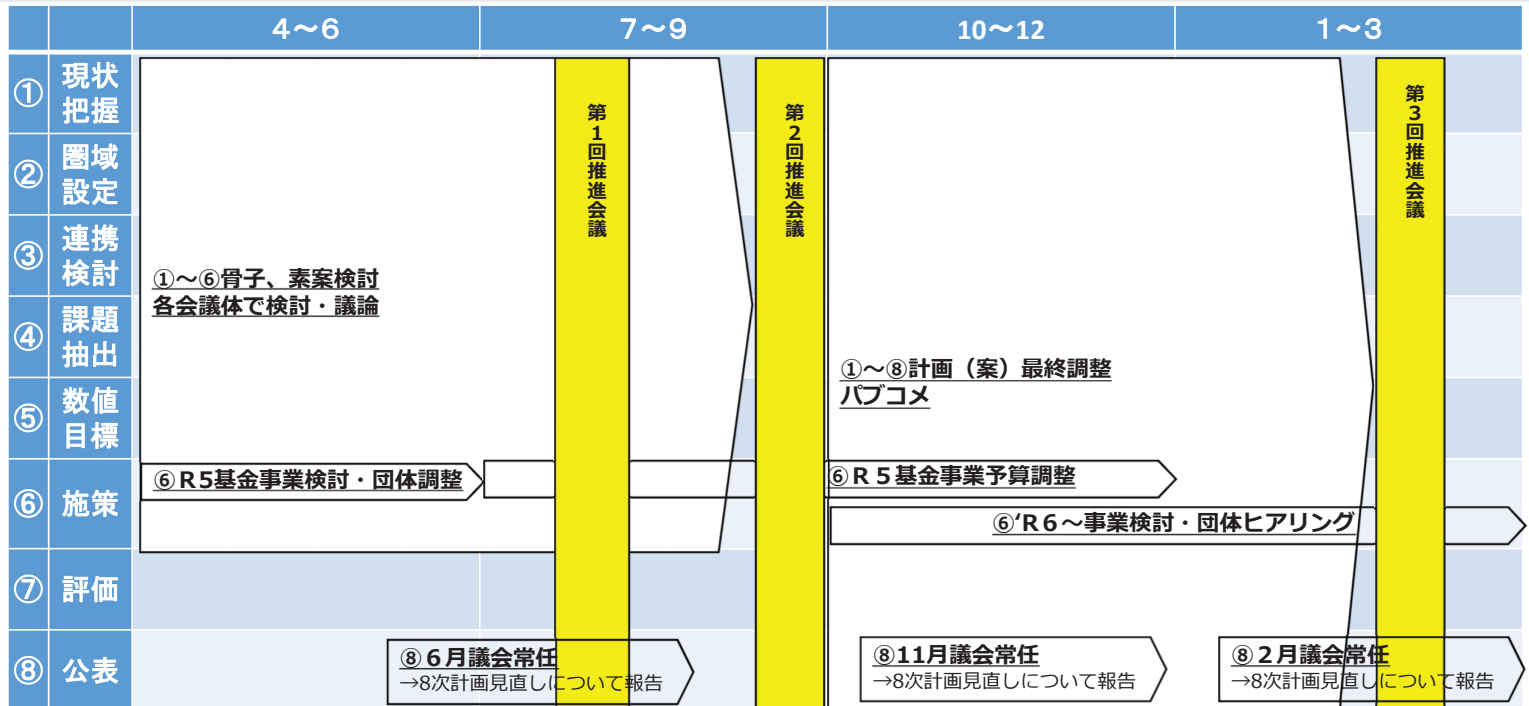 4～6
7～9
10～12
1～3
①
現状
把握
②
圏域
設定
③
連携
検討
④
課題
抽出
⑤
数値
目標
⑥
施策
⑦
評価
⑧
公表
①～⑥骨子、素案検討
各会議体で検討・議論
第1回推進会議
第2回推進会議
①～⑧計画（案）最終調整
パブコメ
第3回推進会議
⑥R5基金事業検討・団体調整
⑥R５基金事業予算調整
⑥‘R６～事業検討・団体ヒアリング
⑧６月議会常任
→8次計画見直しについて報告
⑧11月議会常任
→8次計画見直しについて報告
⑧２月議会常任
→8次計画見直しについて報告